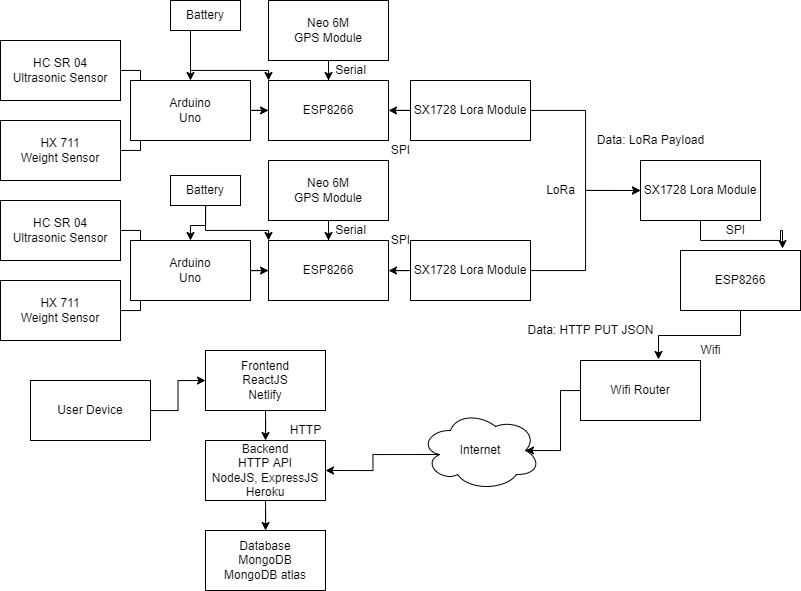 Battery
Neo 6M
GPS Module
HC SR 04
Ultrasonic Sensor
Serial
Arduino
Uno
ESP8266
SX1728 Lora Module
HX 711
Weight Sensor
SPI
Data: LoRa Payload
Battery
Neo 6M
GPS Module
LoRa
SX1728 Lora Module
HC SR 04
Ultrasonic Sensor
Serial
SPI
SPI
Arduino
Uno
ESP8266
SX1728 Lora Module
ESP8266
HX 711
Weight Sensor
Data: HTTP PUT JSON
Wifi
Frontend
ReactJS
Netlify
User Device
Wifi Router
HTTP
Backend
HTTP API
NodeJS, ExpressJS
Heroku
Internet
Database
MongoDB
MongoDB atlas